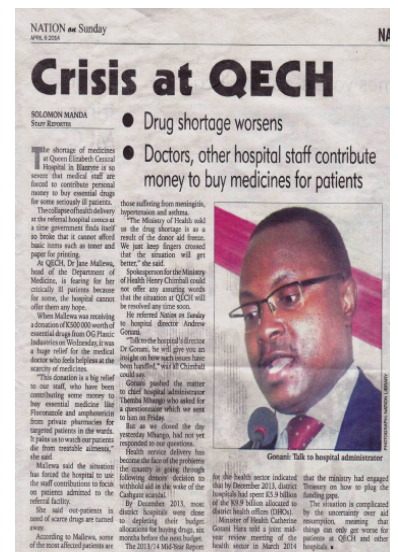 NATION on Sunday
APRIL 6 2014
NA
Crisis at QECH
SOLOMON MANDA
STAFF REPORTER
● Drug shortage worsens
● Doctors, other hospital staff contribute
money to buy medicines for patients
The shortage of medicines
at Queen Elizabeth Central
Hospital in Blantyre is so
severe that medical staff are
forced to contribute personal
money to buy essential drugs
for some seriously ill patients.
The collapse of health delivery
at the referral hospital comes at
a time government finds itself
so broke that it cannot afford
basic items such as toner and
paper for printing.
At QECH, Dr Jane Mallewa,
head of the Department of
Medicine, is fearing for her
critically ill patients because
for some, the hospital cannot
offer them any hope.
When Mallewa was receiving
a donation of K500 000 worth of
essential drugs from OG Plastic
Industries on Wednesday, it was
a huge relief for the medical
doctor who feels helpless at the
scarcity of medicines.
"This donation is a big relief
to our staff, who have been
contributing some money to
buy essential medicine like
Fluconazole and amphotericin
from private pharmacies for
targeted patients in the wards.
It pains us to watch our patients
die from treatable ailments,"
she said.
Mallewa said the situation
has forced the hospital to use
the staff contributions to focus
on patients admitted to the
referral facility.
She said out-patients in
need of scarce drugs are turned
away.
According to Mallewa, some
of the most affected patients are
those suffering from meningitis,
hypertension and asthma.
"The Ministry of Health told
us the drug shortage is as a
result of the donor aid freeze.
We just keep fingers crossed
that the situation will get
better," she said.
Spokesperson for the Ministry
of Health Henry Chimbali could
not offer any assuring words
that the situation at QECH will
be resolved any time soon.
He referred Nation on Sunday
to hospital director Andrew
Gonani.
"Talk to the hospital's director
Dr Gonani, he will give you an
insight on how such issues have
been handled," was all Chimbali
could say.
Gonani pushed the matter
to chief hospital administrator
Themba Mhango who asked for
a questionnaire which we sent
to him on Friday.
But as we closed the day
yesterday Mhango, had not yet
responded to our questions.
Health service delivery has
become the face of the problems
the country is going through
following donors' decision to
withhold aid in the wake of the
Cashgate scandal.
By December 2013, most
district hospitals were close
to depleting their budget
allocations for buying drugs, six
months before the next budget.
The 2013/14 Mid-Year Report
PHOTOGRAPH: NATION LIBRARY
Gonani: Talk to hospital administrator
for the health sector indicated
that by December 2013, district
hospitals had spent K5.9 billion
of the K9.9 billion allocated to
district health offices (DHOs).
Minister of Health Catherine
Gotani Hara told a joint mid-
year review meeting of the
health sector in March 2014
that the ministry had engaged
Treasury on how to plug the
funding gaps.
The situation is complicated
by the uncertainty over aid
resumption, meaning that
things can only get worse for
patients at QECH and other
hospitals.